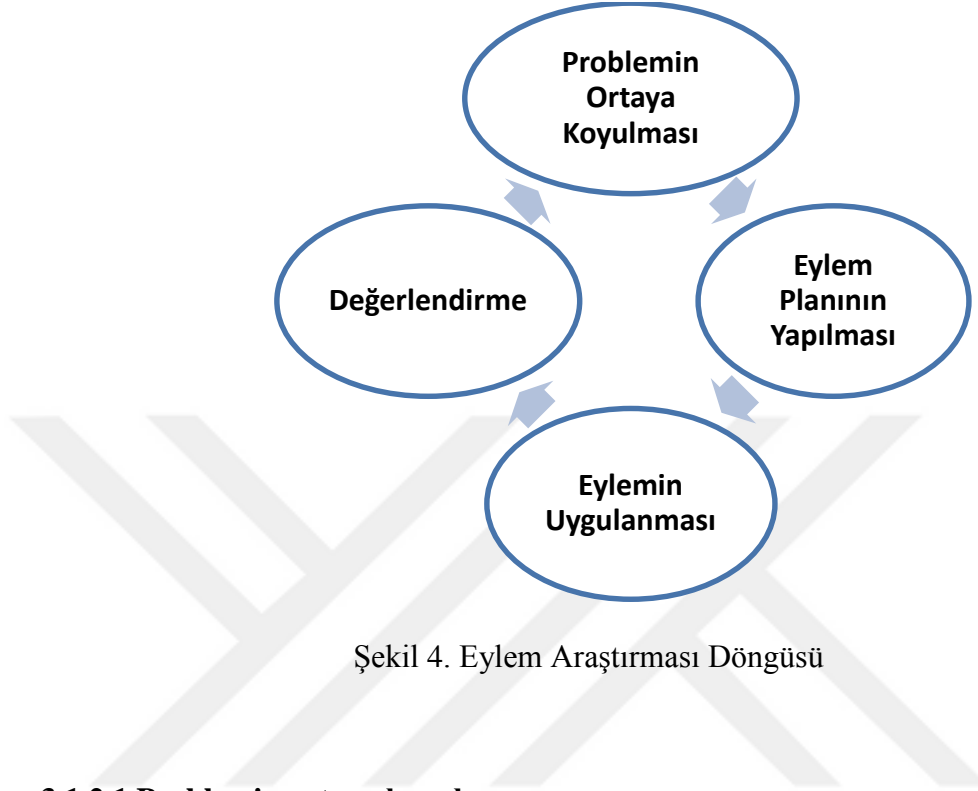 Problemin
Ortaya
Koyulması
Eylem
Planının
Yapılması
Eylemin
Uygulanması
Değerlendirme
Şekil 4. Eylem Araştırması Döngüsü